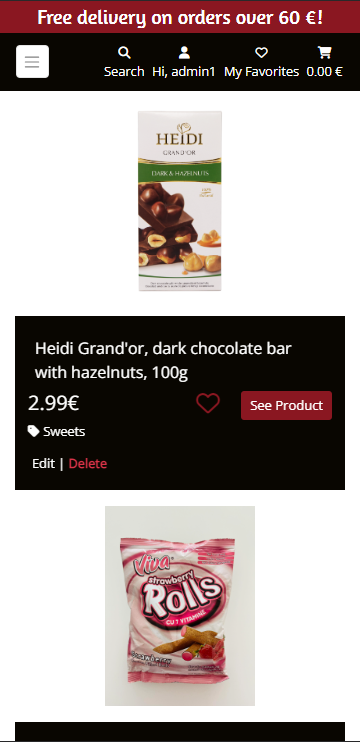 Free delivery on orders over 60 €!
Search Hi, admin1 My Favorites 0.00 €
HEIDI
GRAND'OR
DARK & HAZELNUTS
Heidi Grand'or, dark chocolate bar
with hazelnuts, 100g
2.99€
See Product
Sweets
Edit | Delete
Viva
strawberry
Rolls
CU 7 VITAMINE